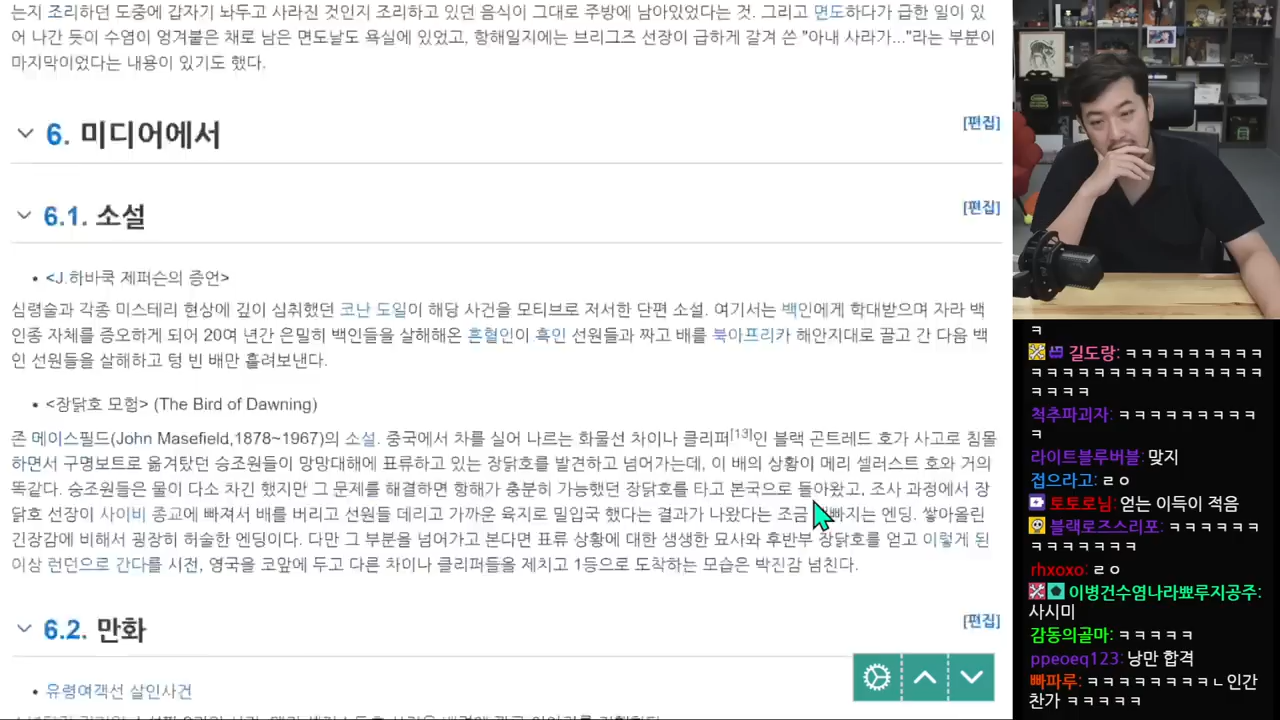 는지 조리하던 도중에 갑자기 놔두고 사라진 것인지 조리하고 있던 음식이 그대로 주방에 남아있었다는 것. 그리고 면도하다가 급한 일이 있
어 나간 듯이 수염이 엉겨붙은 채로 남은 면도날도 욕실에 있었고, 항해일지에는 브리그즈 선장이 급하게 갈겨 쓴 "아내 사라가..."라는 부분이
마지막이었다는 내용이 있기도 했다.
6. 미디어에서
[편집]
6.1. 소설
[편집]
• <J.하바쿡 제퍼슨의 증언>
심령술과 각종 미스테리 현상에 깊이 심취했던 코난 도일이 해당 사건을 모티브로 저서한 단편 소설. 여기서는 백인에게 학대받으며 자라 백
인종 자체를 증오하게 되어 20여 년간 은밀히 백인들을 살해해온 혼혈인이 흑인 선원들과 짜고 배를 북아프리카 해안지대로 끌고 간 다음 백
인 선원들을 살해하고 텅 빈 배만 흘려보낸다.
• <장닭호 모험> (The Bird of Dawning)
존 메이스필드(John Masefield,1878~1967)의 소설. 중국에서 차를 실어 나르는 화물선 차이나 클리퍼[13]인 블랙 곤트레드 호가 사고로 침몰
하면서 구명보트로 옮겨탔던 승조원들이 망망대해에 표류하고 있는 장닭호를 발견하고 넘어가는데, 이 배의 상황이 메리 셀러스트 호와 거의
똑같다. 승조원들은 물이 다소 차긴 했지만 그 문제를 해결하면 항해가 충분히 가능했던 장닭호를 타고 본국으로 돌아왔고, 조사 과정에서 장
닭호 선장이 사이비 종교에 빠져서 배를 버리고 선원들 데리고 가까운 육지로 밀입국 했다는 결과가 나왔다는 조금 빠지는 엔딩. 쌓아올린
긴장감에 비해서 굉장히 허술한 엔딩이다. 다만 이 부분을 넘어가고 본다면 표류 상황에 대한 생생한 묘사와 후반부 장닭호를 얻고 이렇게 된
이상 런던으로 간다를 시전, 영국을 코앞에 두고 다른 차이나 클리퍼들을 제치고 1등으로 도착하는 모습은 박진감 넘친다.
6.2. 만화
[편집]
• 유령여객선 살인사건
ㅋ
길도랑: ㅋㅋㅋㅋㅋㅋㅋㅋㅋ
ㅋㅋㅋㅋㅋㅋㅋㅋㅋㅋㅋㅋㅋㅋㅋ
ㅋㅋㅋㅋ
척추파괴자: ㅋㅋㅋㅋㅋㅋㅋㅋㅋ
ㅋ
라이트블루버블: 맞지
접으라고: ㄹㅇ
토토로님: 얻는 이득이 적음
블랙로즈스리포: ㅋㅋㅋㅋㅋㅋ
ㅋㅋㅋㅋㅋㅋㅋ
rhxoxo: ㄹㅇ
이병건수염나라뾰루지공주:
사시미
감동의골마: ㅋㅋㅋㅋㅋ
ppeoeq123: 낭만 합격
빠파루: ㅋㅋㅋㅋㅋㅋㅋㅋㄴ인간
찬가 ㅋㅋㅋㅋㅋ